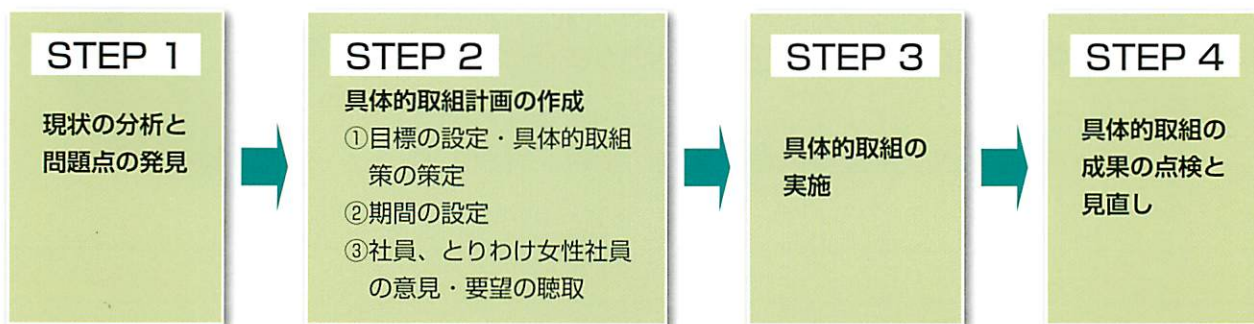 STEP 1
現状の分析と
問題点の発見
STEP 2
具体的取組計画の作成
①目標の設定・具体的取組
策の策定
②期間の設定
③社員、とりわけ女性社員
の意見・要望の聴取
STEP 3
具体的取組の
実施
STEP 4
具体的取組の
成果の点検と
見直し